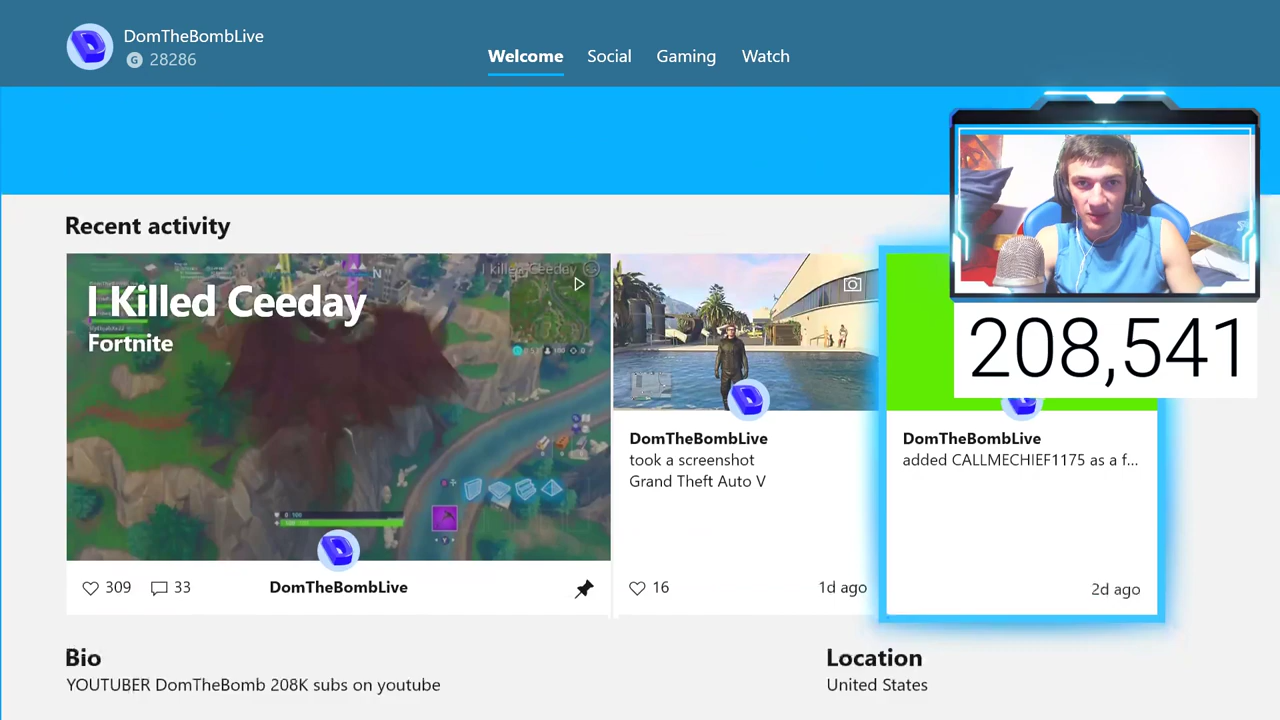 DomTheBombLive
G 28286
Welcome Social Gaming Watch
Recent activity
I killed Ceeday
N
I Killed Ceeday
Fortnite
208,541
DomTheBombLive
took a screenshot
Grand Theft Auto V
DomTheBombLive
added CALLMECHIEF1175 as a f...
309 33 DomTheBombLive
16 1d ago
2d ago
Bio
YOUTUBER DomTheBomb 208K subs on youtube
Location
United States